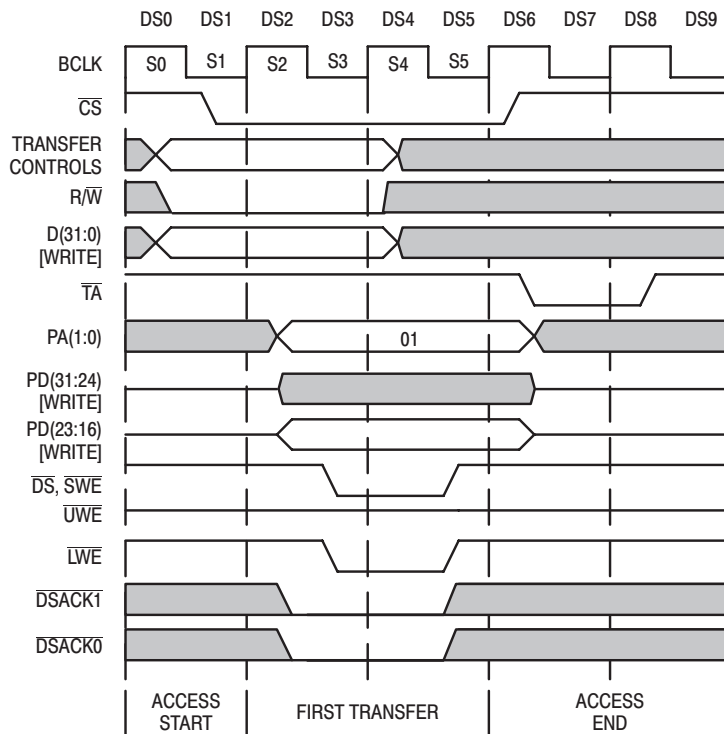 DS0 DS1 DS2 DS3 DS4 DS5 DS6 DS7 DS8 DS9
BCLK S0 S1 S2 S3 S4 S5
CS
TRANSFER
CONTROLS
R/W
D(31:0)
[WRITE]
TA
PA(1:0) 01
PD(31:24)
[WRITE]
PD(23:16)
[WRITE]
DS, SWE
UWE
LWE
DSACK1
DSACK0
ACCESS
START
FIRST TRANSFER
ACCESS
END